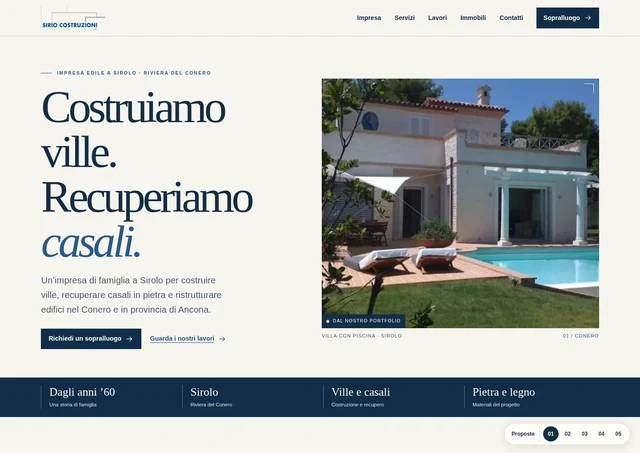 SIRIO COSTRUZIONI
Impresa
Servizi
Lavori
Immobili
Contatti
Sopralluogo →
IMPRESA EDILE A SIROLO · RIVIERA DEL CONERO
Costruiamo
ville.
Recuperiamo
casali.
Un’impresa di famiglia a Sirolo per costruire
ville, recuperare casali in pietra e ristrutturare
edifici nel Conero e in provincia di Ancona.
Richiedi un sopralluogo →
Guarda i nostri lavori →
DAL NOSTRO PORTFOLIO
VILLA CON PISCINA · SIROLO
01 / CONERO
Dagli anni ’60
Una storia di famiglia
Sirolo
Riviera del Conero
Ville e casali
Costruzione e recupero
Pietra e legno
Materiali del progetto
Proposte 01 02 03 04 05